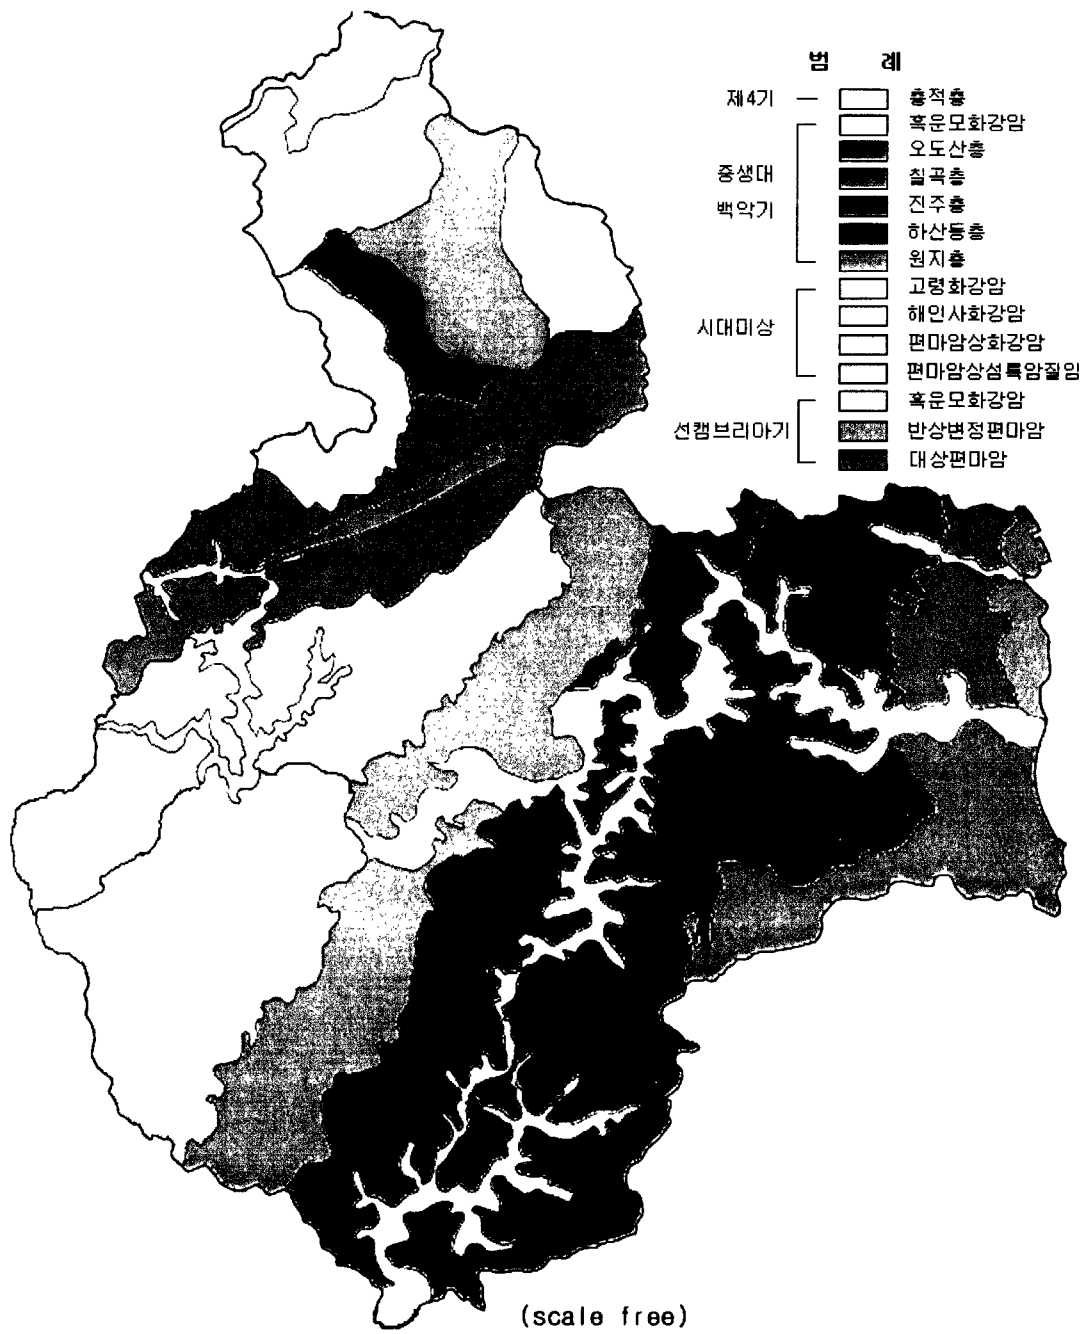 범 례
제4기 충적층
흑운모화강암
오도산층
중생대 칠곡층
백악기 진주층
하산동층
원지층
고령화강암
시대미상 해인사화강암
편마암상화강암
편마암상섬록암질암
흑운모화강암
선캠브리아기 반상변정편마암
대상편마암
(scale free)